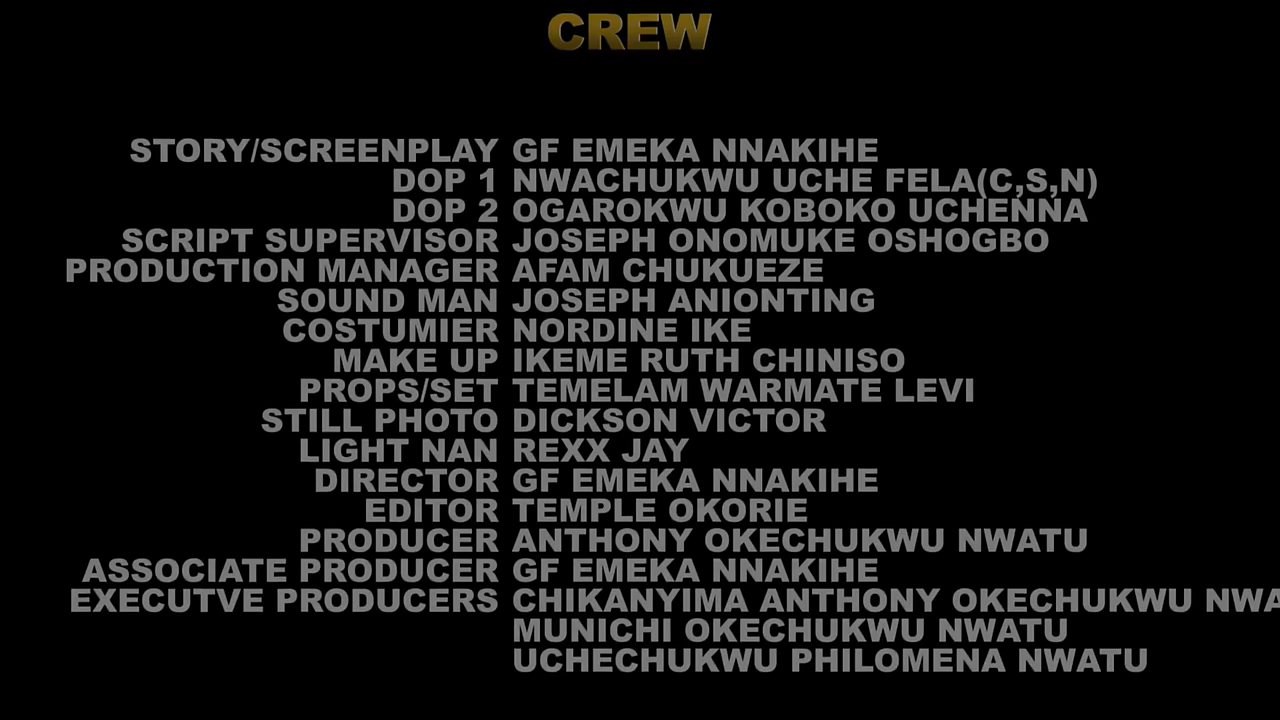 CREW
STORY/SCREENPLAY GF EMEKA NNAKIHE
DOP 1 NWACHUKWU UCHE FELA(C,S,N)
DOP 2 OGAROKWU KOBOKO UCHENNA
SCRIPT SUPERVISOR JOSEPH ONOMUKE OSHOGBO
PRODUCTION MANAGER AFAM CHUKUEZE
SOUND MAN JOSEPH ANIONTING
COSTUMIER NORDINE IKE
MAKE UP IKEME RUTH CHINISO
PROPS/SET TEMELAM WARMATE LEVI
STILL PHOTO DICKSON VICTOR
LIGHT NAN REXX JAY
DIRECTOR GF EMEKA NNAKIHE
EDITOR TEMPLE OKORIE
PRODUCER ANTHONY OKECHUKWU NWATU
ASSOCIATE PRODUCER GF EMEKA NNAKIHE
EXECUTVE PRODUCERS CHIKANYIMA ANTHONY OKECHUKWU
MUNICHI OKECHUKWU NWATU
UCHECHUKWU PHILOMENA NWATU